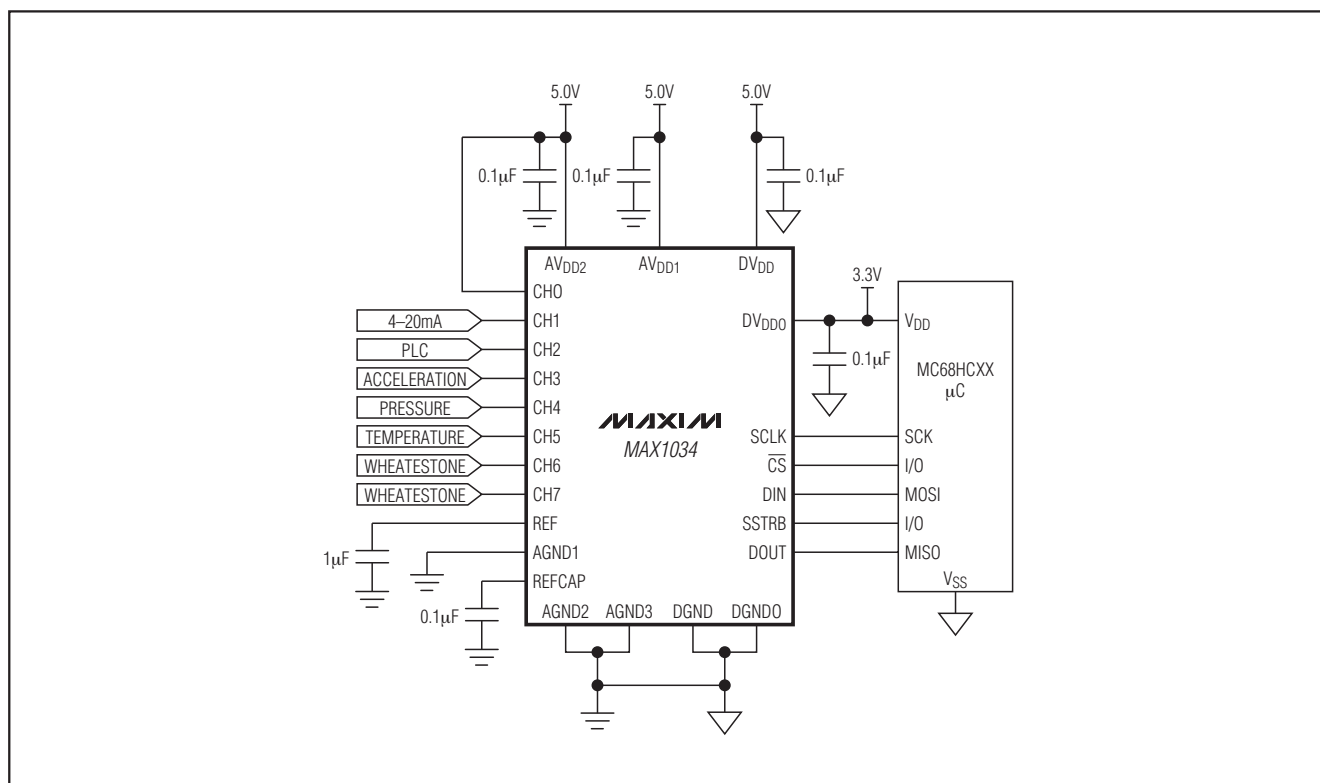 5.0V 5.0V 5.0V
0.1µF 0.1µF 0.1µF
AVDD2 AVDD1 DVDD
3.3V
CH0
4–20mA CH1 DVDDO VDD
PLC CH2
0.1µF
MC68HCXX
µC
ACCELERATION CH3
PRESSURE CH4
MAXIM
TEMPERATURE CH5 SCLK SCK
MAX1034
WHEATESTONE CH6 CS I/O
WHEATESTONE CH7 DIN MOSI
REF SSTRB I/O
1µF
AGND1 DOUT MISO
REFCAP
VSS
0.1µF
AGND2 AGND3 DGND DGNDO